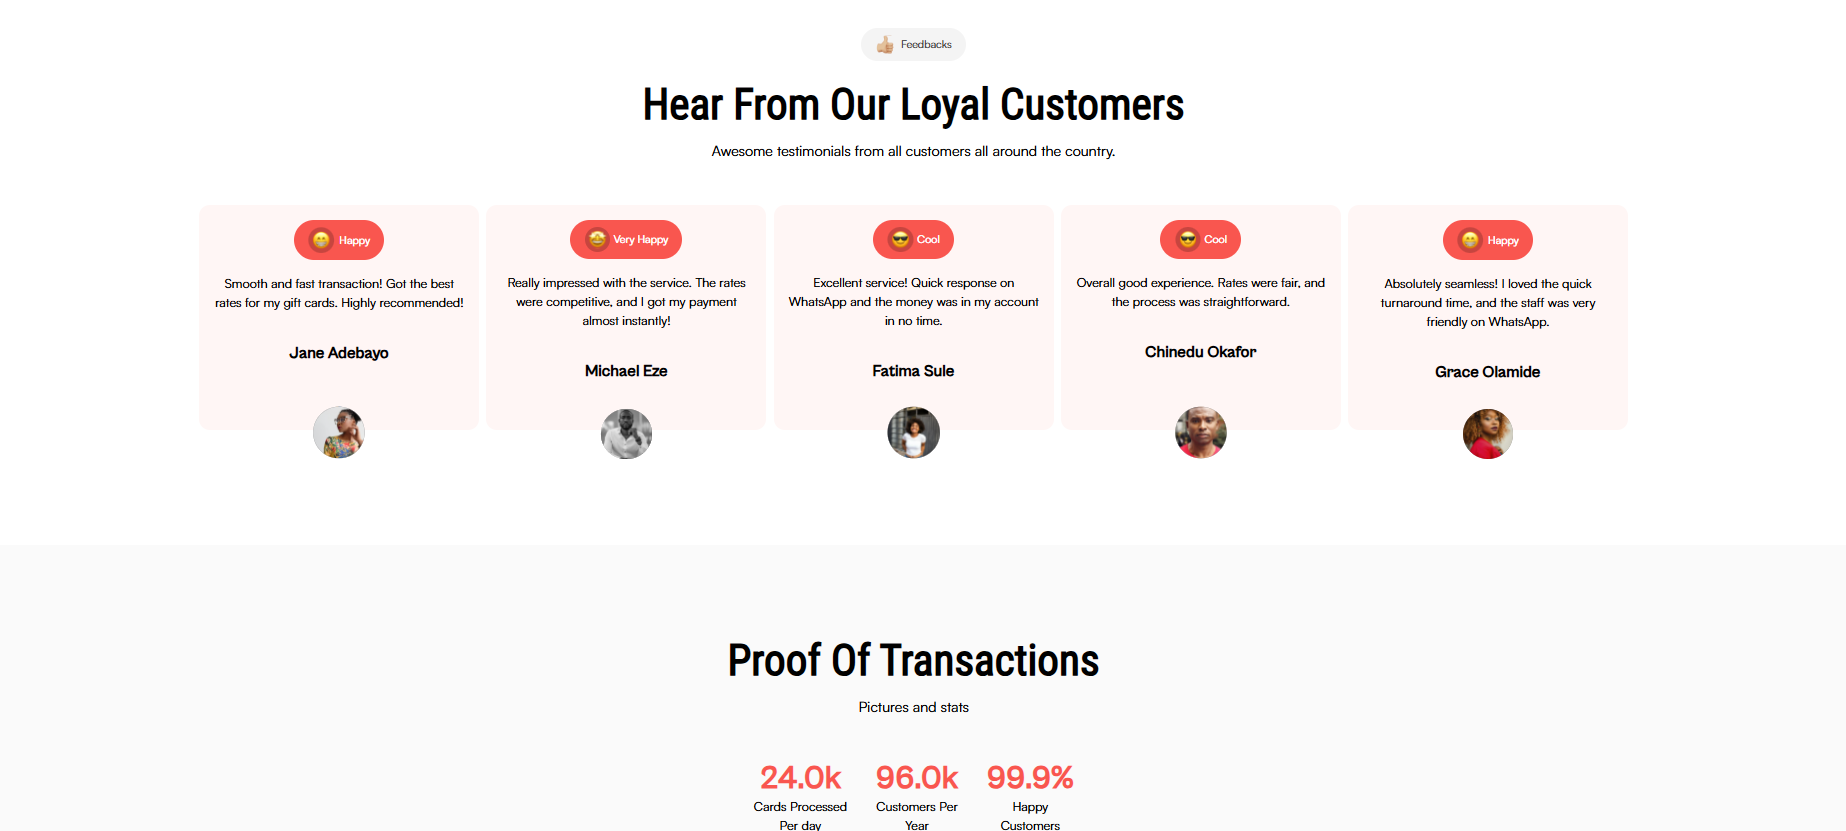 Feedbacks
Hear From Our Loyal Customers
Awesome testimonials from all customers all around the country.
Happy
Smooth and fast transaction! Got the best
rates for my gift cards. Highly recommended!
Jane Adebayo
Very Happy
Really impressed with the service. The rates
were competitive, and I got my payment
almost instantly!
Michael Eze
Cool
Excellent service! Quick response on
WhatsApp and the money was in my account
in no time.
Fatima Sule
Cool
Overall good experience. Rates were fair, and
the process was straightforward.
Chinedu Okafor
Happy
Absolutely seamless! I loved the quick
turnaround time, and the staff was very
friendly on WhatsApp.
Grace Olamide
Proof Of Transactions
Pictures and stats
24.0k
Cards Processed
Per day
96.0k
Customers Per
Year
99.9%
Happy
Customers